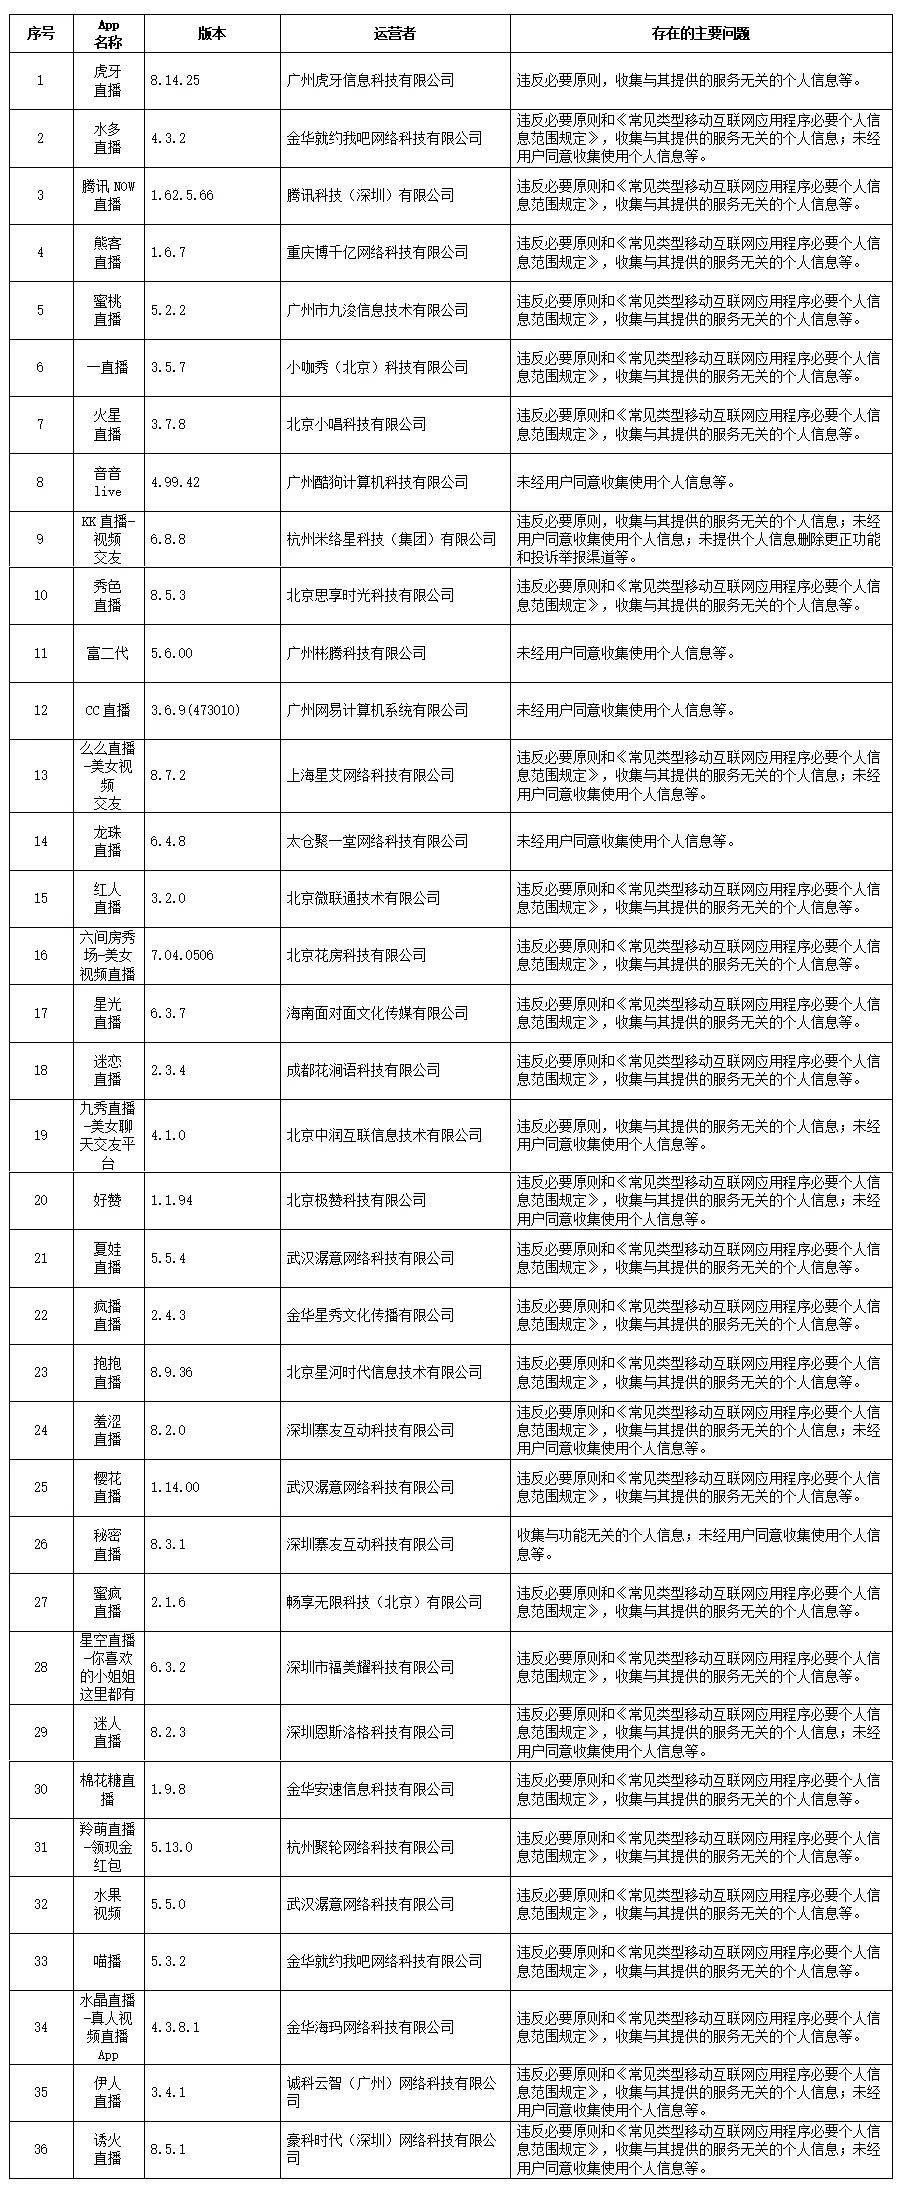 序号 App 名称 版本 运营者 存在的主要问题
1 虎牙 直播 8.14.25 广州虎牙信息科技有限公司 违反必要原则，收集与其提供的服务无关的个人信息等。
2 水多 直播 4.3.2 金华就约我吧网络科技有限公司 违反必要原则和《常见类型移动互联网应用程序必要个人信
息范围规定》，收集与其提供的服务无关的个人信息；未经
用户同意收集使用个人信息等。
3 腾讯 NOW 直播 1.62.5.66 腾讯科技（深圳）有限公司 违反必要原则和《常见类型移动互联网应用程序必要个人信
息范围规定》，收集与其提供的服务无关的个人信息等。
4 熊客 直播 1.6.7 重庆博千亿网络科技有限公司 违反必要原则和《常见类型移动互联网应用程序必要个人信
息范围规定》，收集与其提供的服务无关的个人信息等。
5 蜜桃 直播 5.2.2 广州市九浚信息技术有限公司 违反必要原则和《常见类型移动互联网应用程序必要个人信
息范围规定》，收集与其提供的服务无关的个人信息等。
6 一直播 3.5.7 小咖秀（北京）科技有限公司 违反必要原则和《常见类型移动互联网应用程序必要个人信
息范围规定》，收集与其提供的服务无关的个人信息等。
7 火星 直播 3.7.8 北京小唱科技有限公司 违反必要原则和《常见类型移动互联网应用程序必要个人信
息范围规定》，收集与其提供的服务无关的个人信息等。
8 音音 live 4.99.42 广州酷狗计算机科技有限公司 未经用户同意收集使用个人信息等。
9 KK 直播- 视频 交友 6.8.8 杭州米络星科技（集团）有限公司 违反必要原则，收集与其提供的服务无关的个人信息；未经
用户同意收集使用个人信息；未提供个人信息删除更正功能
和投诉举报渠道等。
10 秀色 直播 8.5.3 北京思享时光科技有限公司 违反必要原则和《常见类型移动互联网应用程序必要个人信
息范围规定》，收集与其提供的服务无关的个人信息等。
11 富二代 5.6.00 广州彬腾科技有限公司 未经用户同意收集使用个人信息等。
12 CC 直播 3.6.9(473010) 广州网易计算机系统有限公司 未经用户同意收集使用个人信息等。
13 么么直播 -美女视 频 交友 8.7.2 上海星艾网络科技有限公司 违反必要原则和《常见类型移动互联网应用程序必要个人信
息范围规定》，收集与其提供的服务无关的个人信息；未经
用户同意收集使用个人信息等。
14 龙珠 直播 6.4.8 太仓聚一堂网络科技有限公司 未经用户同意收集使用个人信息等。
15 红人 直播 3.2.0 北京微联通技术有限公司 违反必要原则和《常见类型移动互联网应用程序必要个人信
息范围规定》，收集与其提供的服务无关的个人信息等。
16 六间房秀 场-美女 视频直播 7.04.0506 北京花房科技有限公司 违反必要原则和《常见类型移动互联网应用程序必要个人信
息范围规定》，收集与其提供的服务无关的个人信息等。
17 星光 直播 6.3.7 海南面对面文化传媒有限公司 违反必要原则和《常见类型移动互联网应用程序必要个人信
息范围规定》，收集与其提供的服务无关的个人信息等。
18 迷恋 直播 2.3.4 成都花涧语科技有限公司 违反必要原则和《常见类型移动互联网应用程序必要个人信
息范围规定》，收集与其提供的服务无关的个人信息等。
19 九秀直播 -美女聊 天交友平 台 4.1.0 北京中润互联信息技术有限公司 违反必要原则，收集与其提供的服务无关的个人信息；未经
用户同意收集使用个人信息等。
20 好赞 1.1.94 北京极赞科技有限公司 违反必要原则和《常见类型移动互联网应用程序必要个人信
息范围规定》，收集与其提供的服务无关的个人信息；未经
用户同意收集使用个人信息等。
21 夏娃 直播 5.5.4 武汉潺意网络科技有限公司 违反必要原则和《常见类型移动互联网应用程序必要个人信
息范围规定》，收集与其提供的服务无关的个人信息等。
22 疯播 直播 2.4.3 金华星秀文化传播有限公司 违反必要原则和《常见类型移动互联网应用程序必要个人信
息范围规定》，收集与其提供的服务无关的个人信息等。
23 抱抱 直播 8.9.36 北京星河时代信息技术有限公司 违反必要原则和《常见类型移动互联网应用程序必要个人信
息范围规定》，收集与其提供的服务无关的个人信息等。
24 羞涩 直播 8.2.0 深圳寨友互动科技有限公司 违反必要原则和《常见类型移动互联网应用程序必要个人信
息范围规定》，收集与其提供的服务无关的个人信息；未经
用户同意收集使用个人信息等。
25 樱花 直播 1.14.00 武汉潺意网络科技有限公司 违反必要原则和《常见类型移动互联网应用程序必要个人信
息范围规定》，收集与其提供的服务无关的个人信息等。
26 秘密 直播 8.3.1 深圳寨友互动科技有限公司 收集与功能无关的个人信息；未经用户同意收集使用个人信
息等。
27 蜜疯 直播 2.1.6 畅享无限科技（北京）有限公司 违反必要原则和《常见类型移动互联网应用程序必要个人信
息范围规定》，收集与其提供的服务无关的个人信息等。
28 星空直播 -你喜欢 的小姐姐 这里都有 6.3.2 深圳市福美耀科技有限公司 违反必要原则和《常见类型移动互联网应用程序必要个人信
息范围规定》，收集与其提供的服务无关的个人信息等。
29 迷人 直播 8.2.3 深圳恩斯洛格科技有限公司 违反必要原则和《常见类型移动互联网应用程序必要个人信
息范围规定》，收集与其提供的服务无关的个人信息；未经
用户同意收集使用个人信息等。
30 棉花糖直 播 1.9.8 金华安速信息科技有限公司 违反必要原则和《常见类型移动互联网应用程序必要个人信
息范围规定》，收集与其提供的服务无关的个人信息等。
31 羚萌直播 -领现金 红包 5.13.0 杭州聚轮网络科技有限公司 违反必要原则和《常见类型移动互联网应用程序必要个人信
息范围规定》，收集与其提供的服务无关的个人信息等。
32 水果 视频 5.5.0 武汉潺意网络科技有限公司 违反必要原则和《常见类型移动互联网应用程序必要个人信
息范围规定》，收集与其提供的服务无关的个人信息等。
33 喵播 5.3.2 金华就约我吧网络科技有限公司 违反必要原则和《常见类型移动互联网应用程序必要个人信
息范围规定》，收集与其提供的服务无关的个人信息等。
34 水晶直播 -真人视 频直播 App 4.3.8.1 金华海玛网络科技有限公司 违反必要原则和《常见类型移动互联网应用程序必要个人信
息范围规定》，收集与其提供的服务无关的个人信息等。
35 伊人 直播 3.4.1 诚科云智（广州）网络科技有限公 司 违反必要原则和《常见类型移动互联网应用程序必要个人信
息范围规定》，收集与其提供的服务无关的个人信息；未经
用户同意收集使用个人信息等。
36 诱火 直播 8.5.1 豪科时代（深圳）网络科技有限公 司 违反必要原则和《常见类型移动互联网应用程序必要个人信
息范围规定》，收集与其提供的服务无关的个人信息；未经
用户同意收集使用个人信息等。